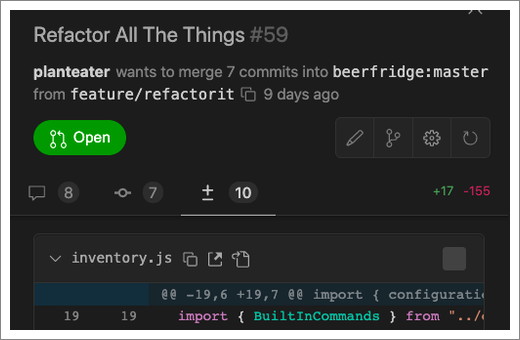 Refactor All The Things #59
planteater wants to merge 7 commits into beerfridge:master
from feature/refactorit 9 days ago
Open
8 7 10 +17 -155
inventory.js
@@ -19,6 +19,7 @@ import { configuratio
19 19 import { BuiltInCommands } from "../